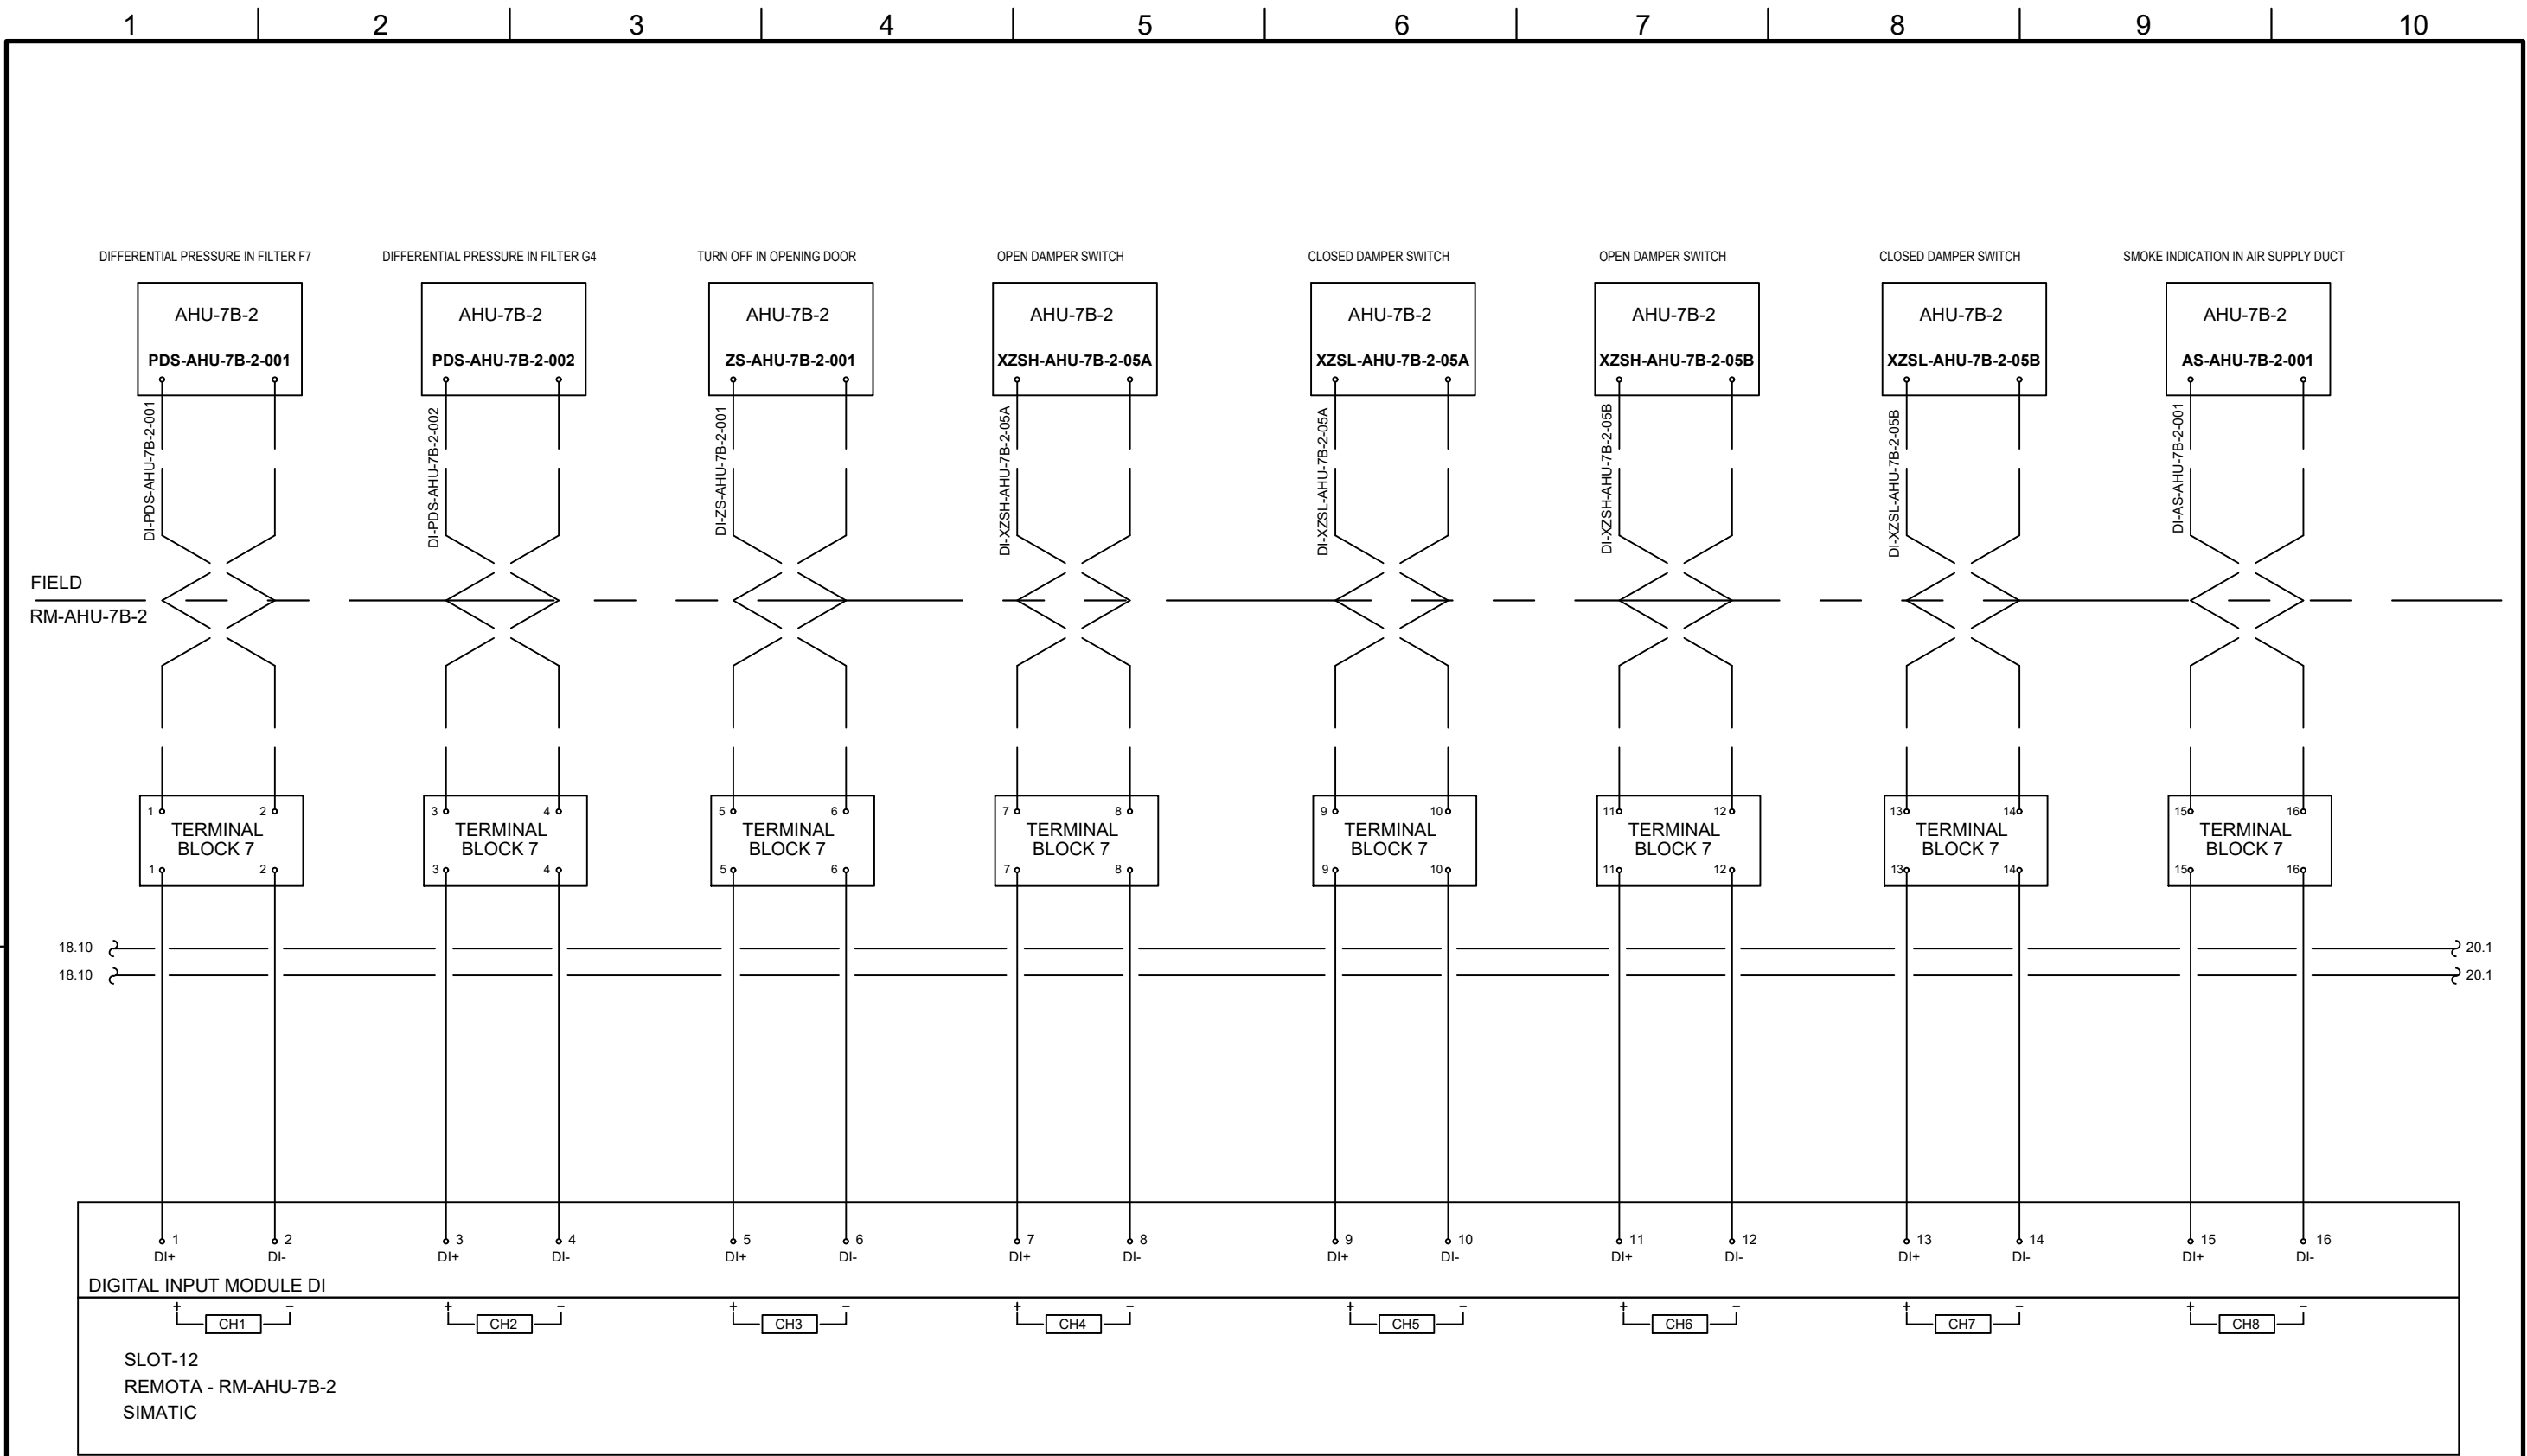 1 2 3 4 5 6 7 8 9 10
DIFFERENTIAL PRESSURE IN FILTER F7 DIFFERENTIAL PRESSURE IN FILTER G4 TURN OFF IN OPENING DOOR OPEN DAMPER SWITCH CLOSED DAMPER SWITCH OPEN DAMPER SWITCH CLOSED DAMPER SWITCH SMOKE INDICATION IN AIR SUPPLY DUCT
AHU-7B-2 AHU-7B-2 AHU-7B-2 AHU-7B-2 AHU-7B-2 AHU-7B-2 AHU-7B-2 AHU-7B-2
PDS-AHU-7B-2-001 PDS-AHU-7B-2-002 ZS-AHU-7B-2-001 XZSH-AHU-7B-2-05A XZSL-AHU-7B-2-05A XZSH-AHU-7B-2-05B XZSL-AHU-7B-2-05B AS-AHU-7B-2-001
DI-PDS-AHU-7B-2-001
DI-PDS-AHU-7B-2-002
DI-ZS-AHU-7B-2-001
DI-XZSH-AHU-7B-2-05A
DI-XZSL-AHU-7B-2-05A
DI-XZSH-AHU-7B-2-05B
DI-XZSL-AHU-7B-2-05B
DI-AS-AHU-7B-2-001
FIELD
RM-AHU-7B-2
1 2 3 4 5 6 7 8 9 10 11 12 13 14 15 16
TERMINAL TERMINAL TERMINAL TERMINAL TERMINAL TERMINAL TERMINAL TERMINAL
BLOCK 7 BLOCK 7 BLOCK 7 BLOCK 7 BLOCK 7 BLOCK 7 BLOCK 7 BLOCK 7
1 2 3 4 5 6 7 8 9 10 11 12 13 14 15 16
18.10 20.1
18.10 20.1
1 2 3 4 5 6 7 8 9 10 11 12 13 14 15 16
DI+ DI- DI+ DI- DI+ DI- DI+ DI- DI+ DI- DI+ DI- DI+ DI- DI+ DI-
DIGITAL INPUT MODULE DI
+ - + - + - + - + - + - + - + -
CH1 CH2 CH3 CH4 CH5 CH6 CH7 CH8
SLOT-12
REMOTA - RM-AHU-7B-2
SIMATIC